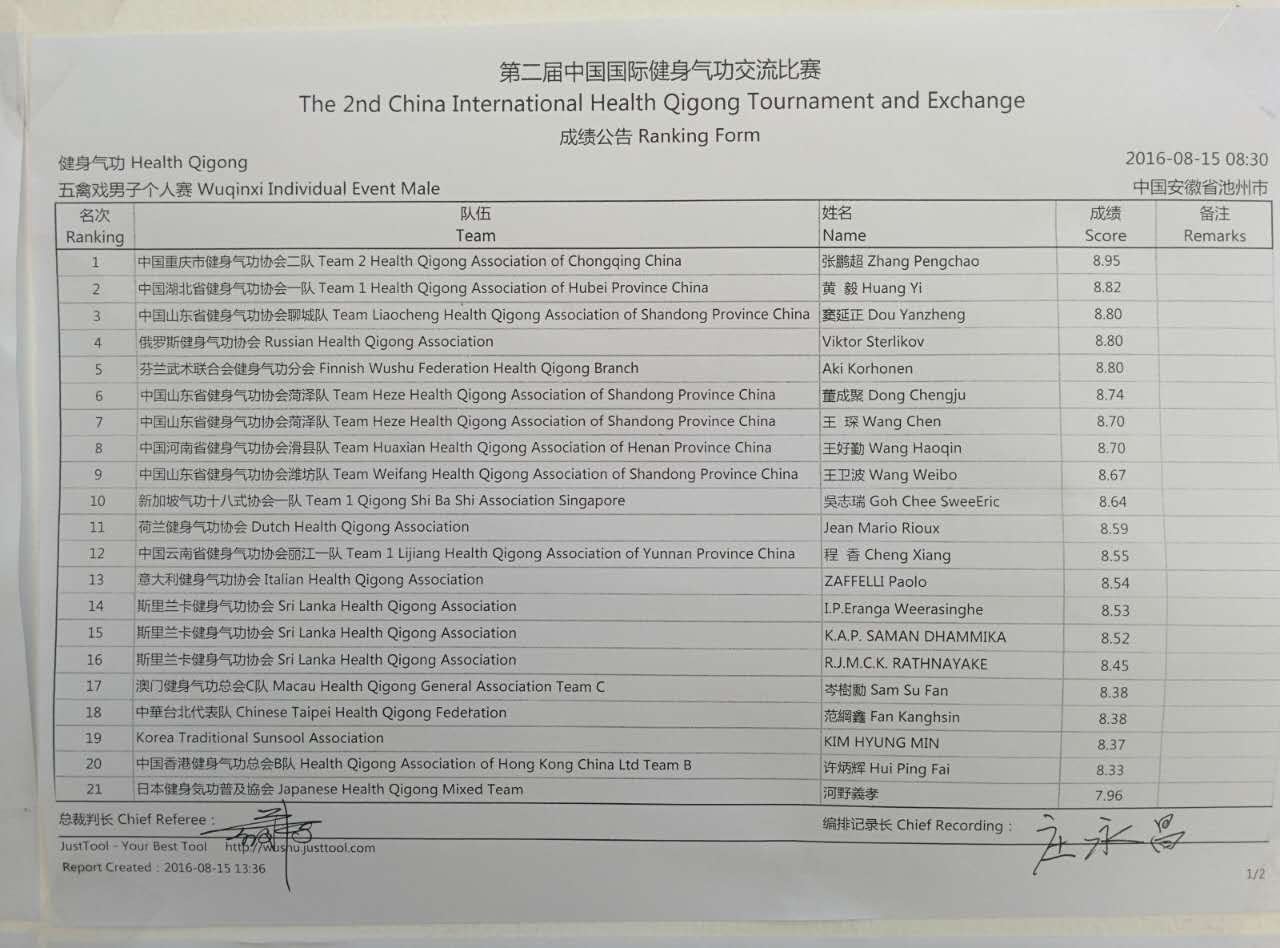 第二届中国国际健身气功交流比赛
The 2nd China International Health Qigong Tournament and Exchange
成绩公告 Ranking Form
健身气功 Health Qigong 2016-08-15 08:30
五禽戏男子个人赛 Wuqinxi Individual Event Male 中国安徽省池州市
名次 队伍 姓名 成绩 备注
Ranking Team Name Score Remarks
1 中国重庆市健身气功协会二队 Team 2 Health Qigong Association of Chongqing China 张鹏超 Zhang Pengchao 8.95
2 中国湖北省健身气功协会一队 Team 1 Health Qigong Association of Hubei Province China 黄 毅 Huang Yi 8.82
3 中国山东省健身气功协会聊城队 Team Liaocheng Health Qigong Association of Shandong Province China 窦延正 Dou Yanzheng 8.80
4 俄罗斯健身气功协会 Russian Health Qigong Association Viktor Sterlikov 8.80
5 芬兰武术联合会健身气功分会 Finnish Wushu Federation Health Qigong Branch Aki Korhonen 8.80
6 中国山东省健身气功协会菏泽队 Team Heze Health Qigong Association of Shandong Province China 董成聚 Dong Chengju 8.74
7 中国山东省健身气功协会菏泽队 Team Heze Health Qigong Association of Shandong Province China 王 琛 Wang Chen 8.70
8 中国河南省健身气功协会滑县队 Team Huaxian Health Qigong Association of Henan Province China 王好勤 Wang Haoqin 8.70
9 中国山东省健身气功协会潍坊队 Team Weifang Health Qigong Association of Shandong Province China 王卫波 Wang Weibo 8.67
10 新加坡气功十八式协会一队 Team 1 Qigong Shi Ba Shi Association Singapore 吳志瑞 Goh Chee SweeEric 8.64
11 荷兰健身气功协会 Dutch Health Qigong Association Jean Mario Rioux 8.59
12 中国云南省健身气功协会丽江一队 Team 1 Lijiang Health Qigong Association of Yunnan Province China 程 香 Cheng Xiang 8.55
13 意大利健身气功协会 Italian Health Qigong Association ZAFFELLI Paolo 8.54
14 斯里兰卡健身气功协会 Sri Lanka Health Qigong Association I.P.Eranga Weerasinghe 8.53
15 斯里兰卡健身气功协会 Sri Lanka Health Qigong Association K.A.P. SAMAN DHAMMIKA 8.52
16 斯里兰卡健身气功协会 Sri Lanka Health Qigong Association R.J.M.C.K. RATHNAYAKE 8.45
17 澳门健身气功总会C队 Macau Health Qigong General Association Team C 岑樹勳 Sam Su Fan 8.38
18 中華台北代表队 Chinese Taipei Health Qigong Federation 范綱鑫 Fan Kanghsin 8.38
19 Korea Traditional Sunsool Association KIM HYUNG MIN 8.37
20 中国香港健身气功总会B队 Health Qigong Association of Hong Kong China Ltd Team B 许炳辉 Hui Ping Fai 8.33
21 日本健身気功普及協會 Japanese Health Qigong Mixed Team 河野義孝 7.96
总裁判长 Chief Referee : 编排记录长 Chief Recording : 庄永昌
JustTool - Your Best Tool http://wushu.justtool.com
Report Created : 2016-08-15 13:36
1/2